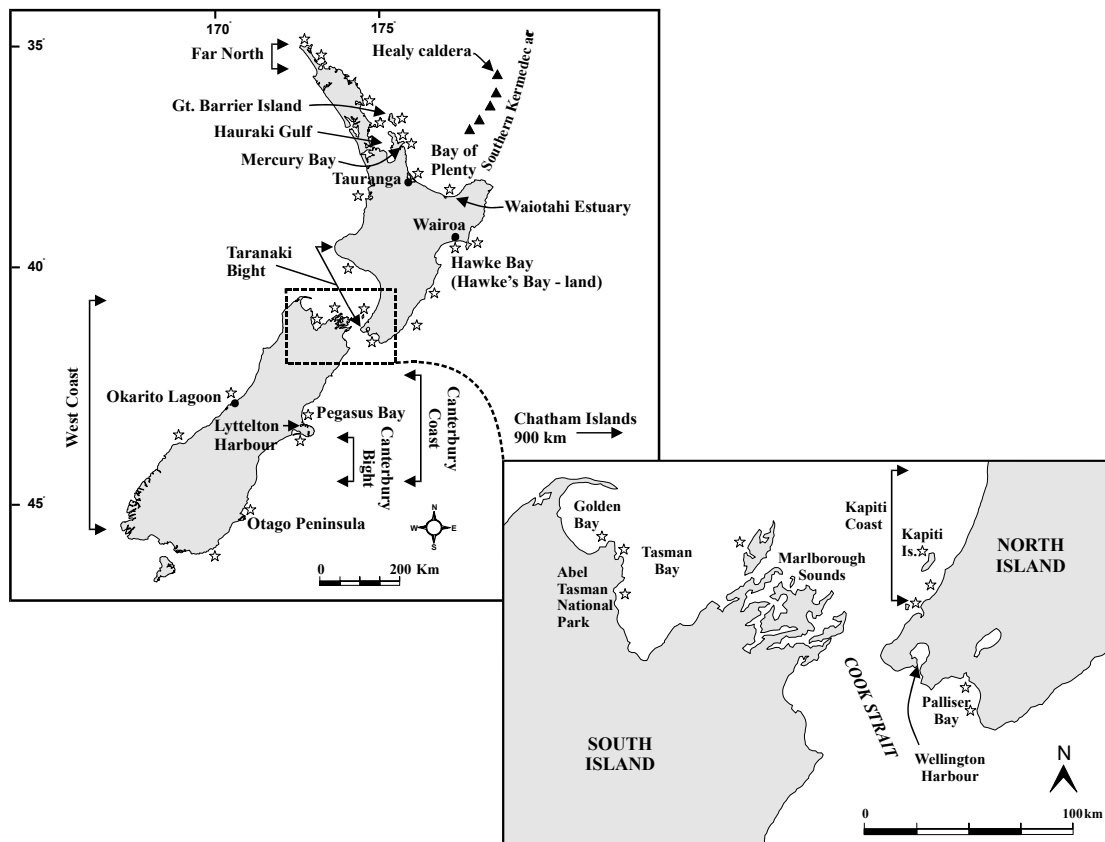 170°
175°
35°
Far North
Healy caldera
Southern Kermedec arc
Gt. Barrier Island
Hauraki Gulf
Mercury Bay
Bay of
Plenty
Tauranga
Waiotahi Estuary
Wairoa
Taranaki
Bight
40°
Hawke Bay
(Hawke's Bay - land)
West Coast
Okarito Lagoon
Pegasus Bay
Lyttelton
Harbour
Canterbury
Bight
Canterbury
Coast
Chatham Islands
900 km
45°
Otago Peninsula
N
W
E
S
0
200 Km
Golden
Bay
Tasman
Bay
Abel
Tasman
National
Park
Marlborough
Sounds
Kapiti
Coast
Kapiti
Is.
NORTH
ISLAND
COOK STRAIT
Palliser
Bay
SOUTH
ISLAND
Wellington
Harbour
N
0
100 km